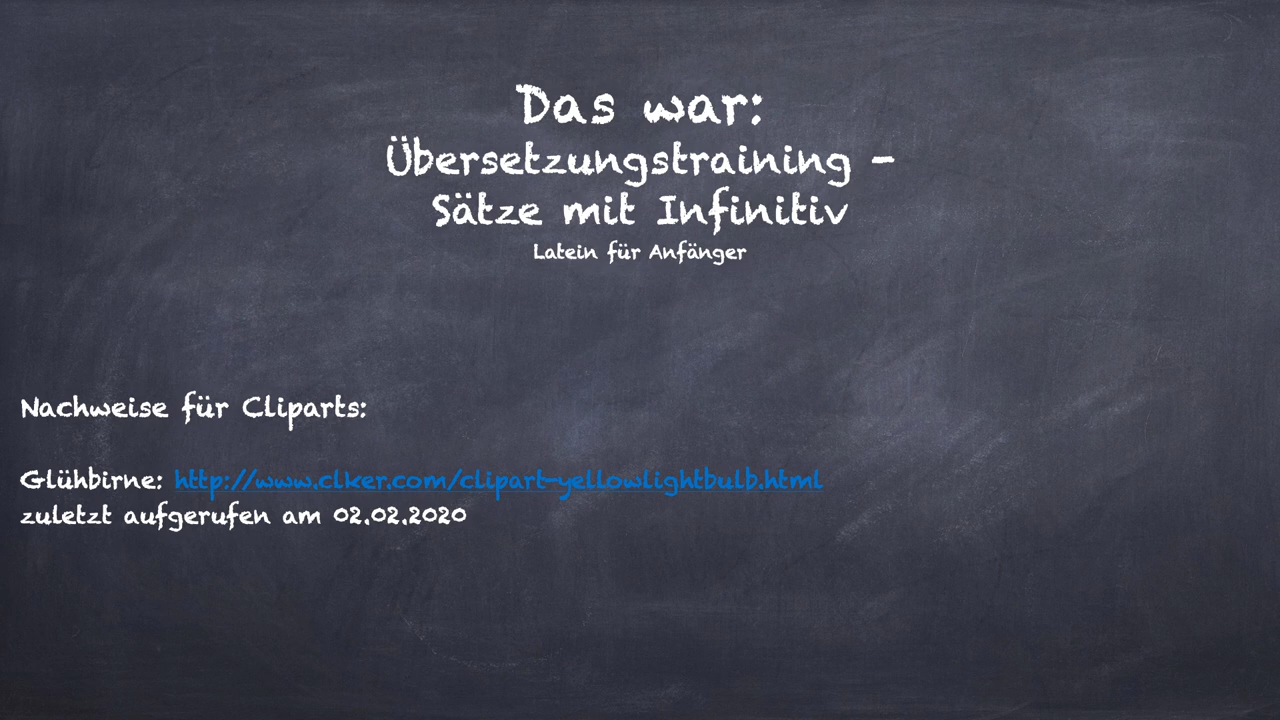 Das war:
Übersetzungstraining -
Sätze mit Infinitiv
Latein für Anfänger
Nachweise für Cliparts:
Glühbirne: http://www.clker.com/clipart-yellowlightbulb.html
zuletzt aufgerufen am 02.02.2020